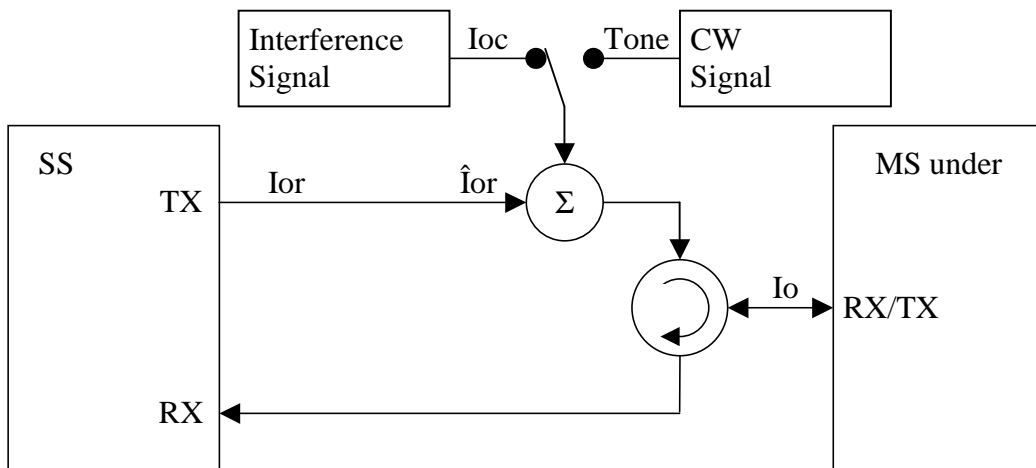 Interference
Signal
Ioc
Tone
CW
Signal
SS
MS under
TX
Ior
Îor
Σ
Io
RX/TX
RX